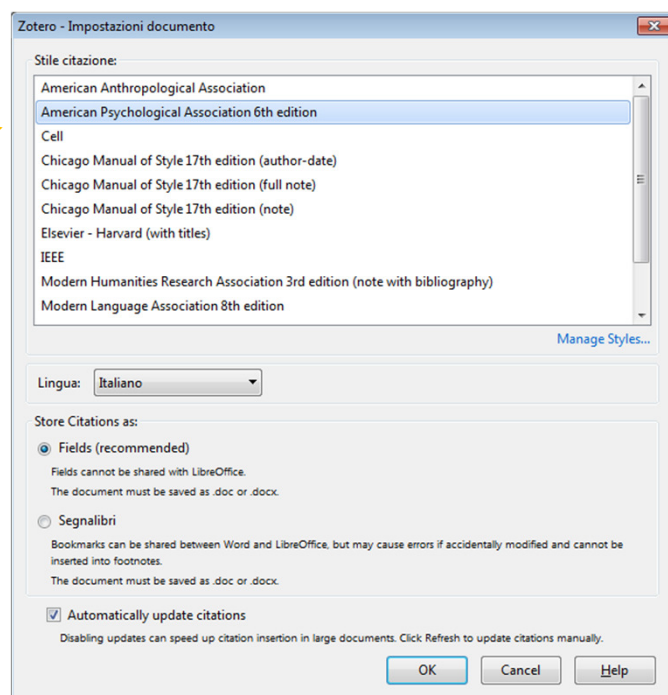 Zotero - Impostazioni documento
Stile citazione:
American Anthropological Association
American Psychological Association 6th edition
Cell
Chicago Manual of Style 17th edition (author-date)
Chicago Manual of Style 17th edition (full note)
Chicago Manual of Style 17th edition (note)
Elsevier - Harvard (with titles)
IEEE
Modern Humanities Research Association 3rd edition (note with bibliography)
Modern Language Association 8th edition
Manage Styles...
Lingua: Italiano
Store Citations as:
Fields (recommended)
Fields cannot be shared with LibreOffice.
The document must be saved as .doc or .docx.
Segnalibri
Bookmarks can be shared between Word and LibreOffice, but may cause errors if accidentally modified and cannot be
inserted into footnotes.
The document must be saved as .doc or .docx.
Automatically update citations
Disabling updates can speed up citation insertion in large documents. Click Refresh to update citations manually.
OK Cancel Help